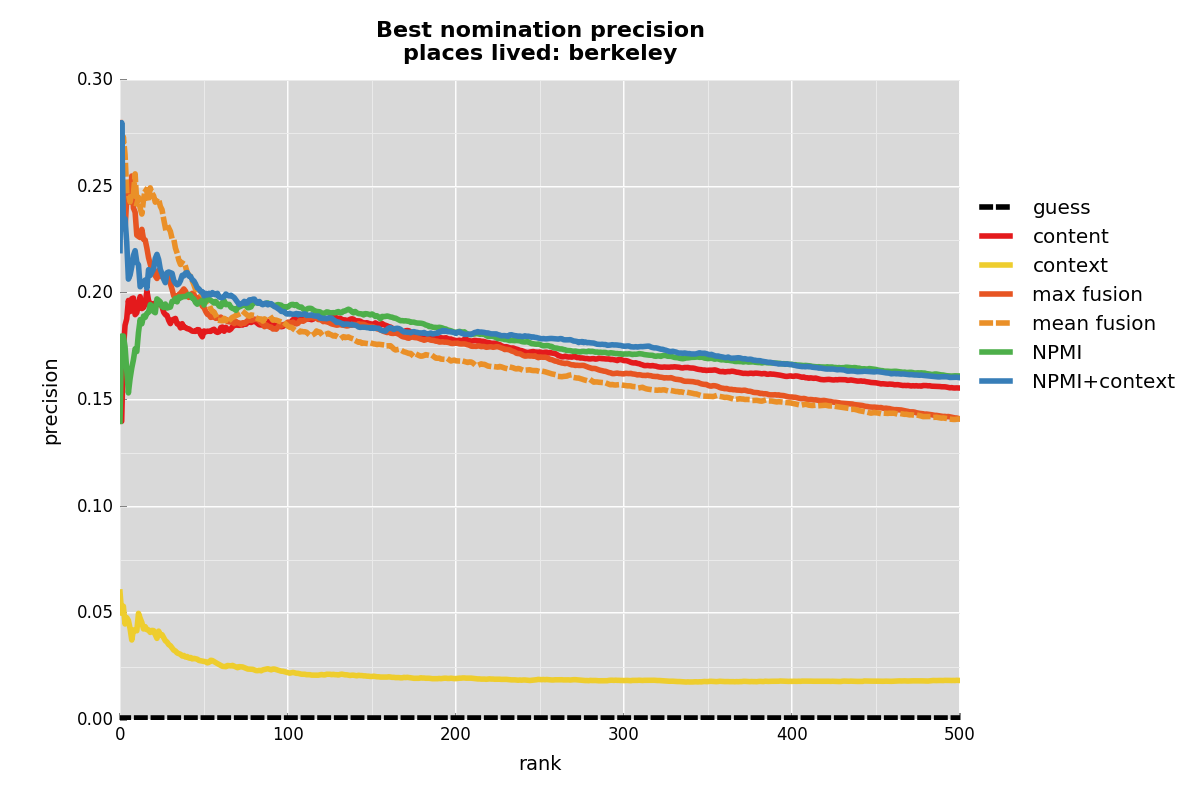 Best nomination precision
places lived: berkeley
0.30
0.25
0.20
0.15
0.10
0.05
0.00
precision
0
100
200
300
400
500
rank
guess
content
context
max fusion
mean fusion
NPMI
NPMI+context